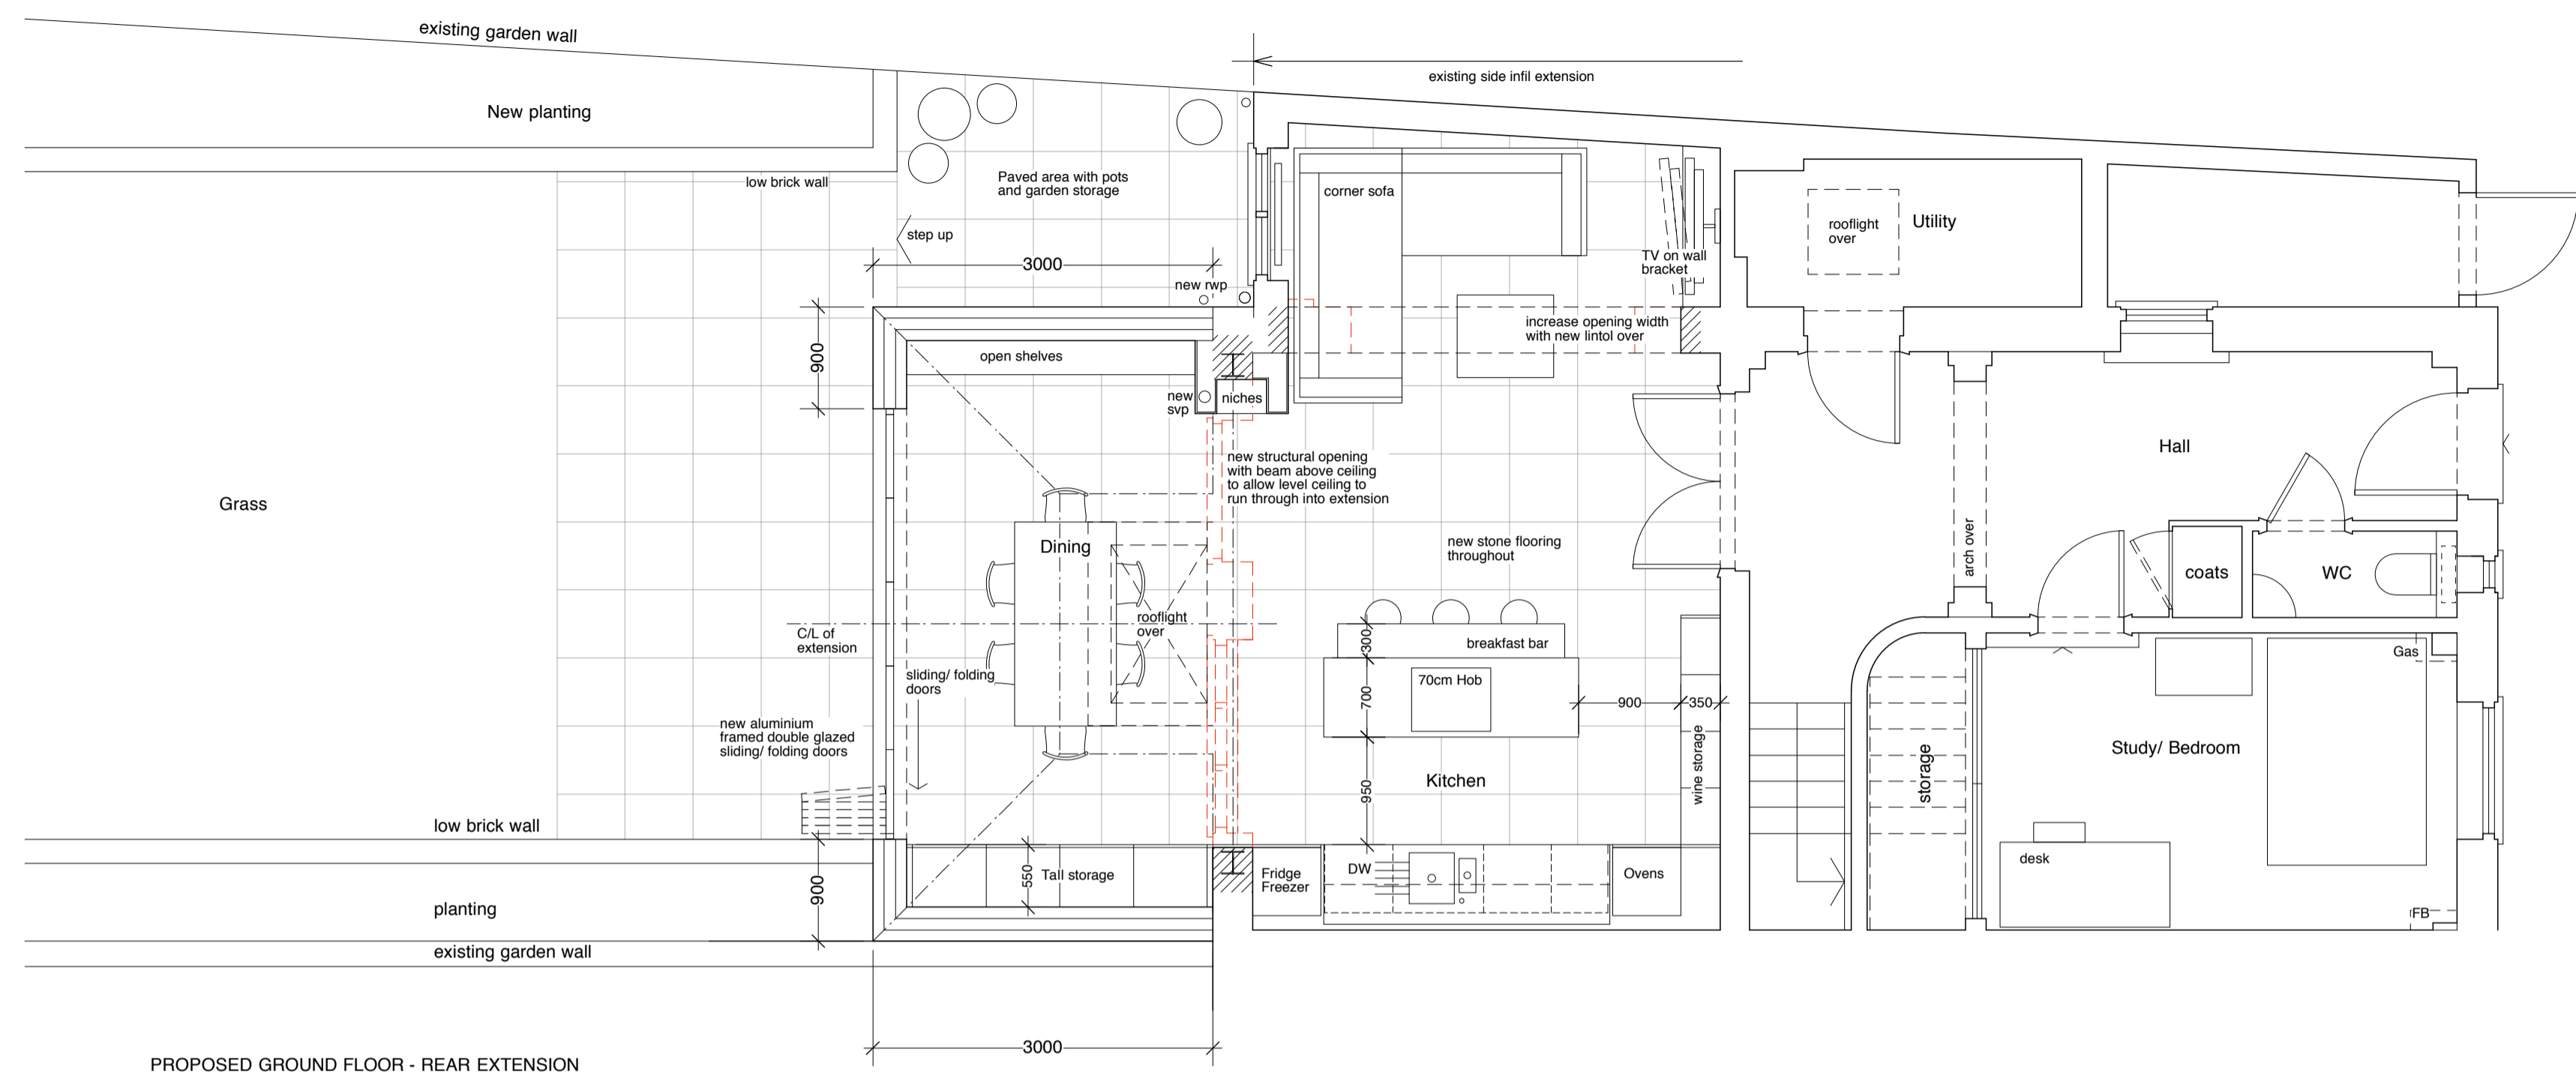 existing garden wall
existing side infil extension
New planting
low brick wall
Paved area with pots
and garden storage
step up
3000
new rwp
corner sofa
TV on wall
bracket
rooflight
over
Utility
increase opening width
with new lintol over
900
open shelves
new
svp
niches
Grass
new structural opening
with beam above ceiling
to allow level ceiling to
run through into extension
Hall
Dining
new stone flooring
throughout
arch over
coats
WC
rooflight
over
C/L of
extension
300
breakfast bar
Gas
sliding/ folding
doors
70cm Hob
700
900
350
new aluminium
framed double glazed
sliding/ folding doors
Kitchen
950
wine storage
storage
Study/ Bedroom
low brick wall
desk
900
550
Tall storage
Fridge
Freezer
DW
Ovens
planting
FB
existing garden wall
3000
PROPOSED GROUND FLOOR - REAR EXTENSION